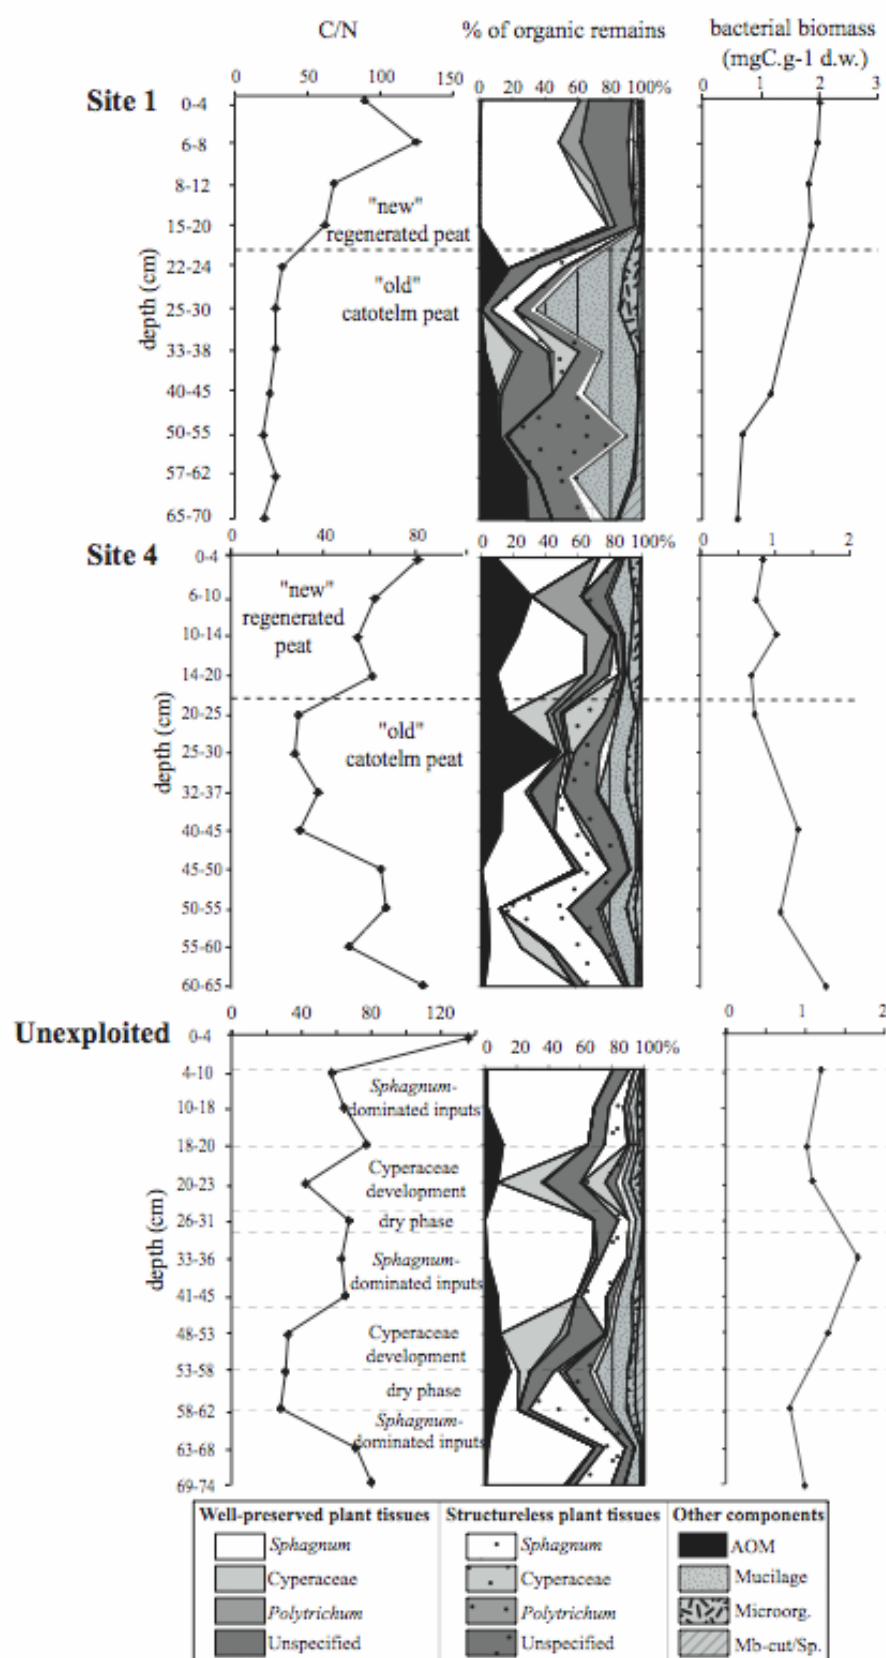 C/N
% of organic remains
bacterial biomass
(mgC.g-1 d.w.)
0 50 100 150
0 20 40 60 80 100%
0 1 2 3
Site 1
depth (cm)
0-4
6-8
8-12
15-20
22-24
25-30
33-38
40-45
50-55
57-62
65-70
"new"
regenerated peat
"old"
catotelm peat
Site 4
0 40 80
0 20 40 60 80 100%
0 1 2
depth (cm)
0-4
6-10
10-14
14-20
20-25
25-30
32-37
40-45
45-50
50-55
55-60
60-65
"new"
regenerated
peat
"old"
catotelm peat
Unexploited
0 40 80 120
0 20 40 60 80 100%
0 1 2
depth (cm)
0-4
4-10
10-18
18-20
20-23
26-31
33-36
41-45
48-53
53-58
58-62
63-68
69-74
Sphagnum-
dominated inputs
Cyperaceae
development
dry phase
Sphagnum-
dominated inputs
Cyperaceae
development
dry phase
Sphagnum-
dominated inputs
Well-preserved plant tissues
Sphagnum
Cyperaceae
Polytrichum
Unspecified
Structureless plant tissues
Sphagnum
Cyperaceae
Polytrichum
Unspecified
Other components
AOM
Mucilage
Microorg.
Mb-cut/Sp.